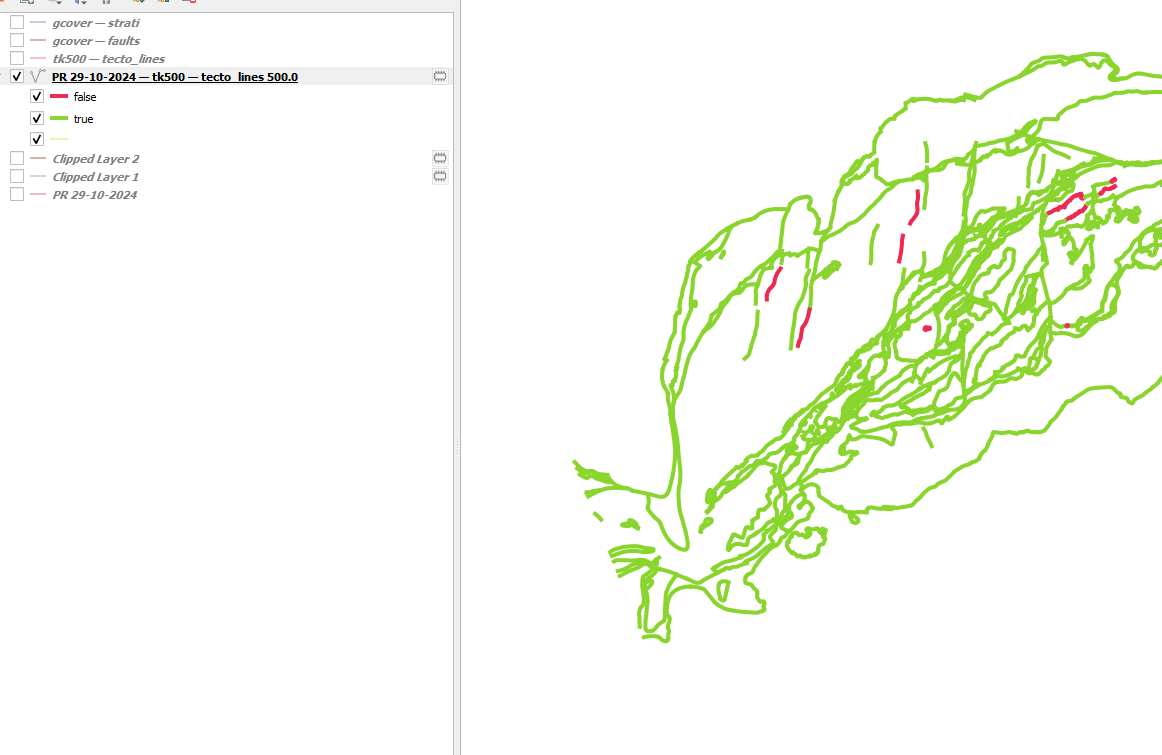 gcover — strati
gcover — faults
tk500 — tecto_lines
PR 29-10-2024 — tk500 — tecto_lines 500.0
false
true
Clipped Layer 2
Clipped Layer 1
PR 29-10-2024